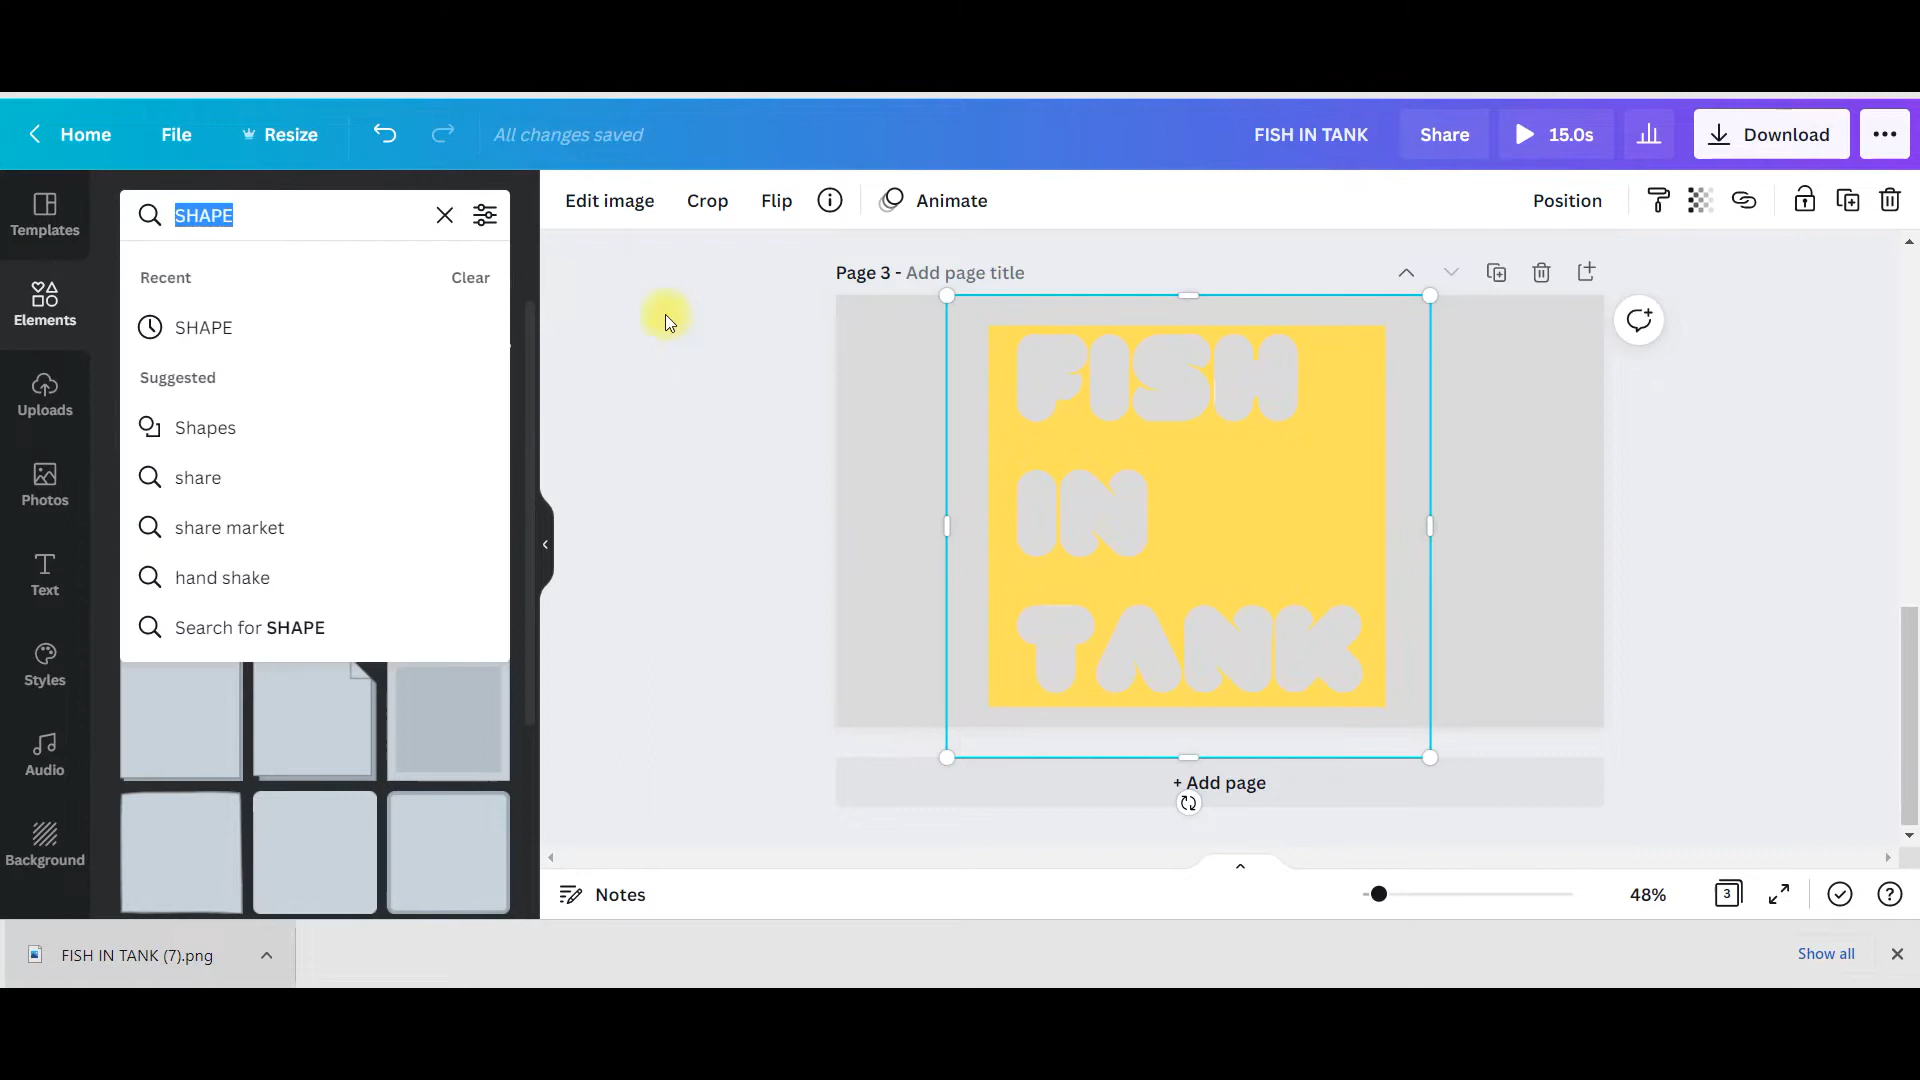 Home
File
Resize
All changes saved
FISH IN TANK
Share
15.0s
Download
Templates
Elements
Uploads
Photos
Text
Styles
Audio
Background
SHAPE
Recent
Clear
SHAPE
Suggested
Shapes
share
share market
hand shake
Search for SHAPE
Edit image
Crop
Flip
Animate
Position
Page 3 - Add page title
FISH
IN
TANK
+ Add page
Notes
48%
3
FISH IN TANK (7).png
Show all